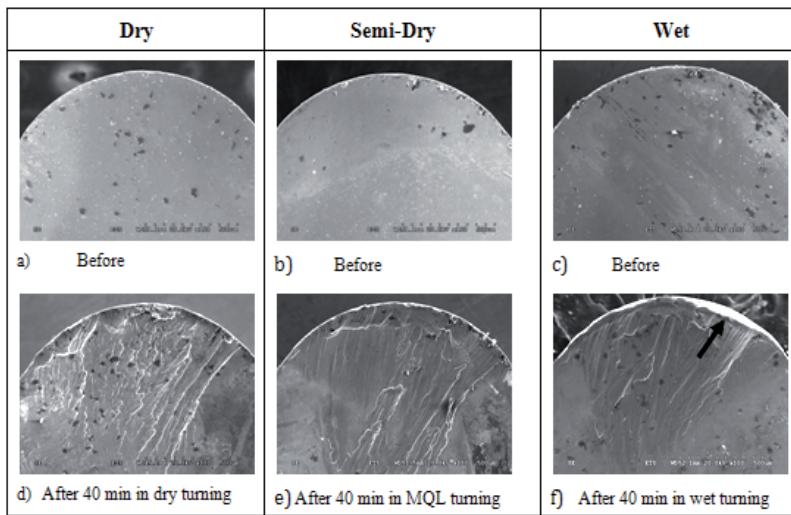 Dry
Semi-Dry
Wet
a) Before
b) Before
c) Before
d) After 40 min in dry turning
e) After 40 min in MQL turning
f) After 40 min in wet turning